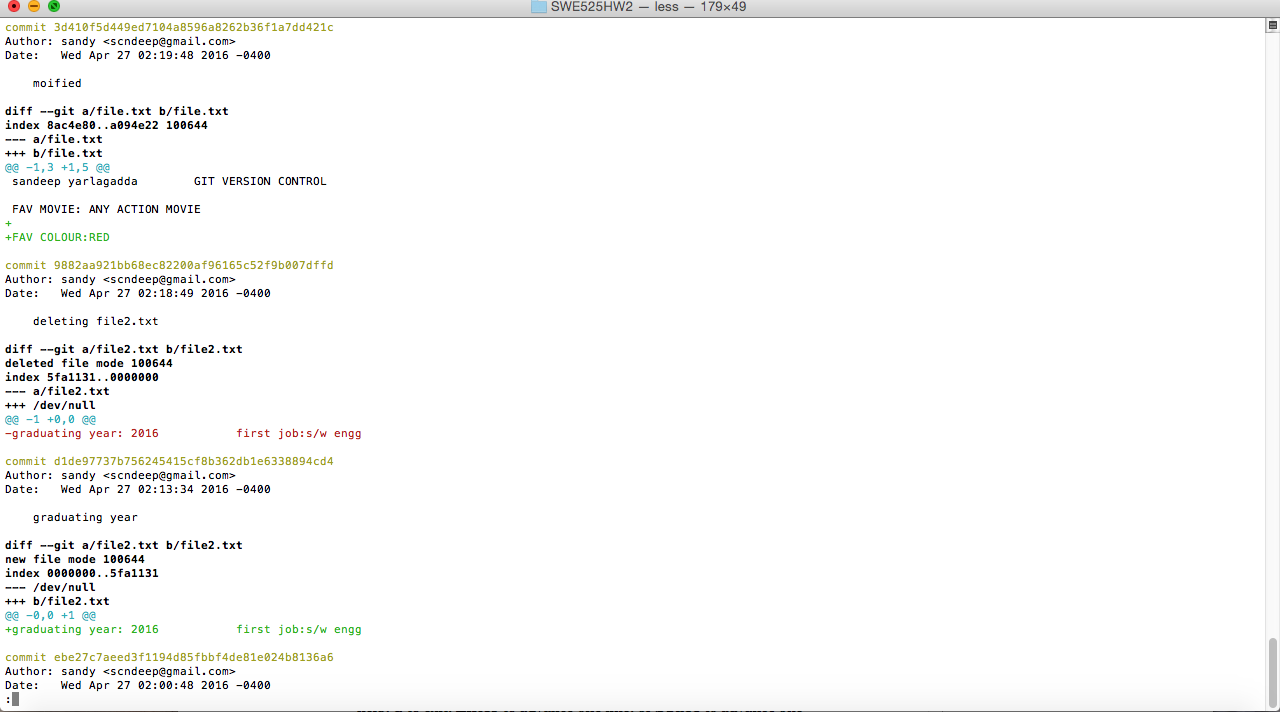 SWE525HW2 — less — 179×49
commit 3d410f5d449ed7104a8596a8262b36f1a7dd421c
Author: sandy <scndeep@gmail.com>
Date:   Wed Apr 27 02:19:48 2016 -0400
moified
diff --git a/file.txt b/file.txt
index 8ac4e80..a094e22 100644
--- a/file.txt
+++ b/file.txt
@@ -1,3 +1,5 @@
sandeep yarlagadda        GIT VERSION CONTROL
FAV MOVIE: ANY ACTION MOVIE
+
+FAV COLOUR:RED
commit 9882aa921bb68ec82200af96165c52f9b007dffd
Author: sandy <scndeep@gmail.com>
Date:   Wed Apr 27 02:18:49 2016 -0400
deleting file2.txt
diff --git a/file2.txt b/file2.txt
deleted file mode 100644
index 5fa1131..0000000
--- a/file2.txt
+++ /dev/null
@@ -1 +0,0 @@
-graduating year: 2016           first job:s/w engg
commit d1de97737b756245415cf8b362db1e6338894cd4
Author: sandy <scndeep@gmail.com>
Date:   Wed Apr 27 02:13:34 2016 -0400
graduating year
diff --git a/file2.txt b/file2.txt
new file mode 100644
index 0000000..5fa1131
--- /dev/null
+++ b/file2.txt
@@ -0,0 +1 @@
+graduating year: 2016           first job:s/w engg
commit ebe27c7aeed3f1194d85fbbf4de81e024b8136a6
Author: sandy <scndeep@gmail.com>
Date:   Wed Apr 27 02:00:48 2016 -0400
: